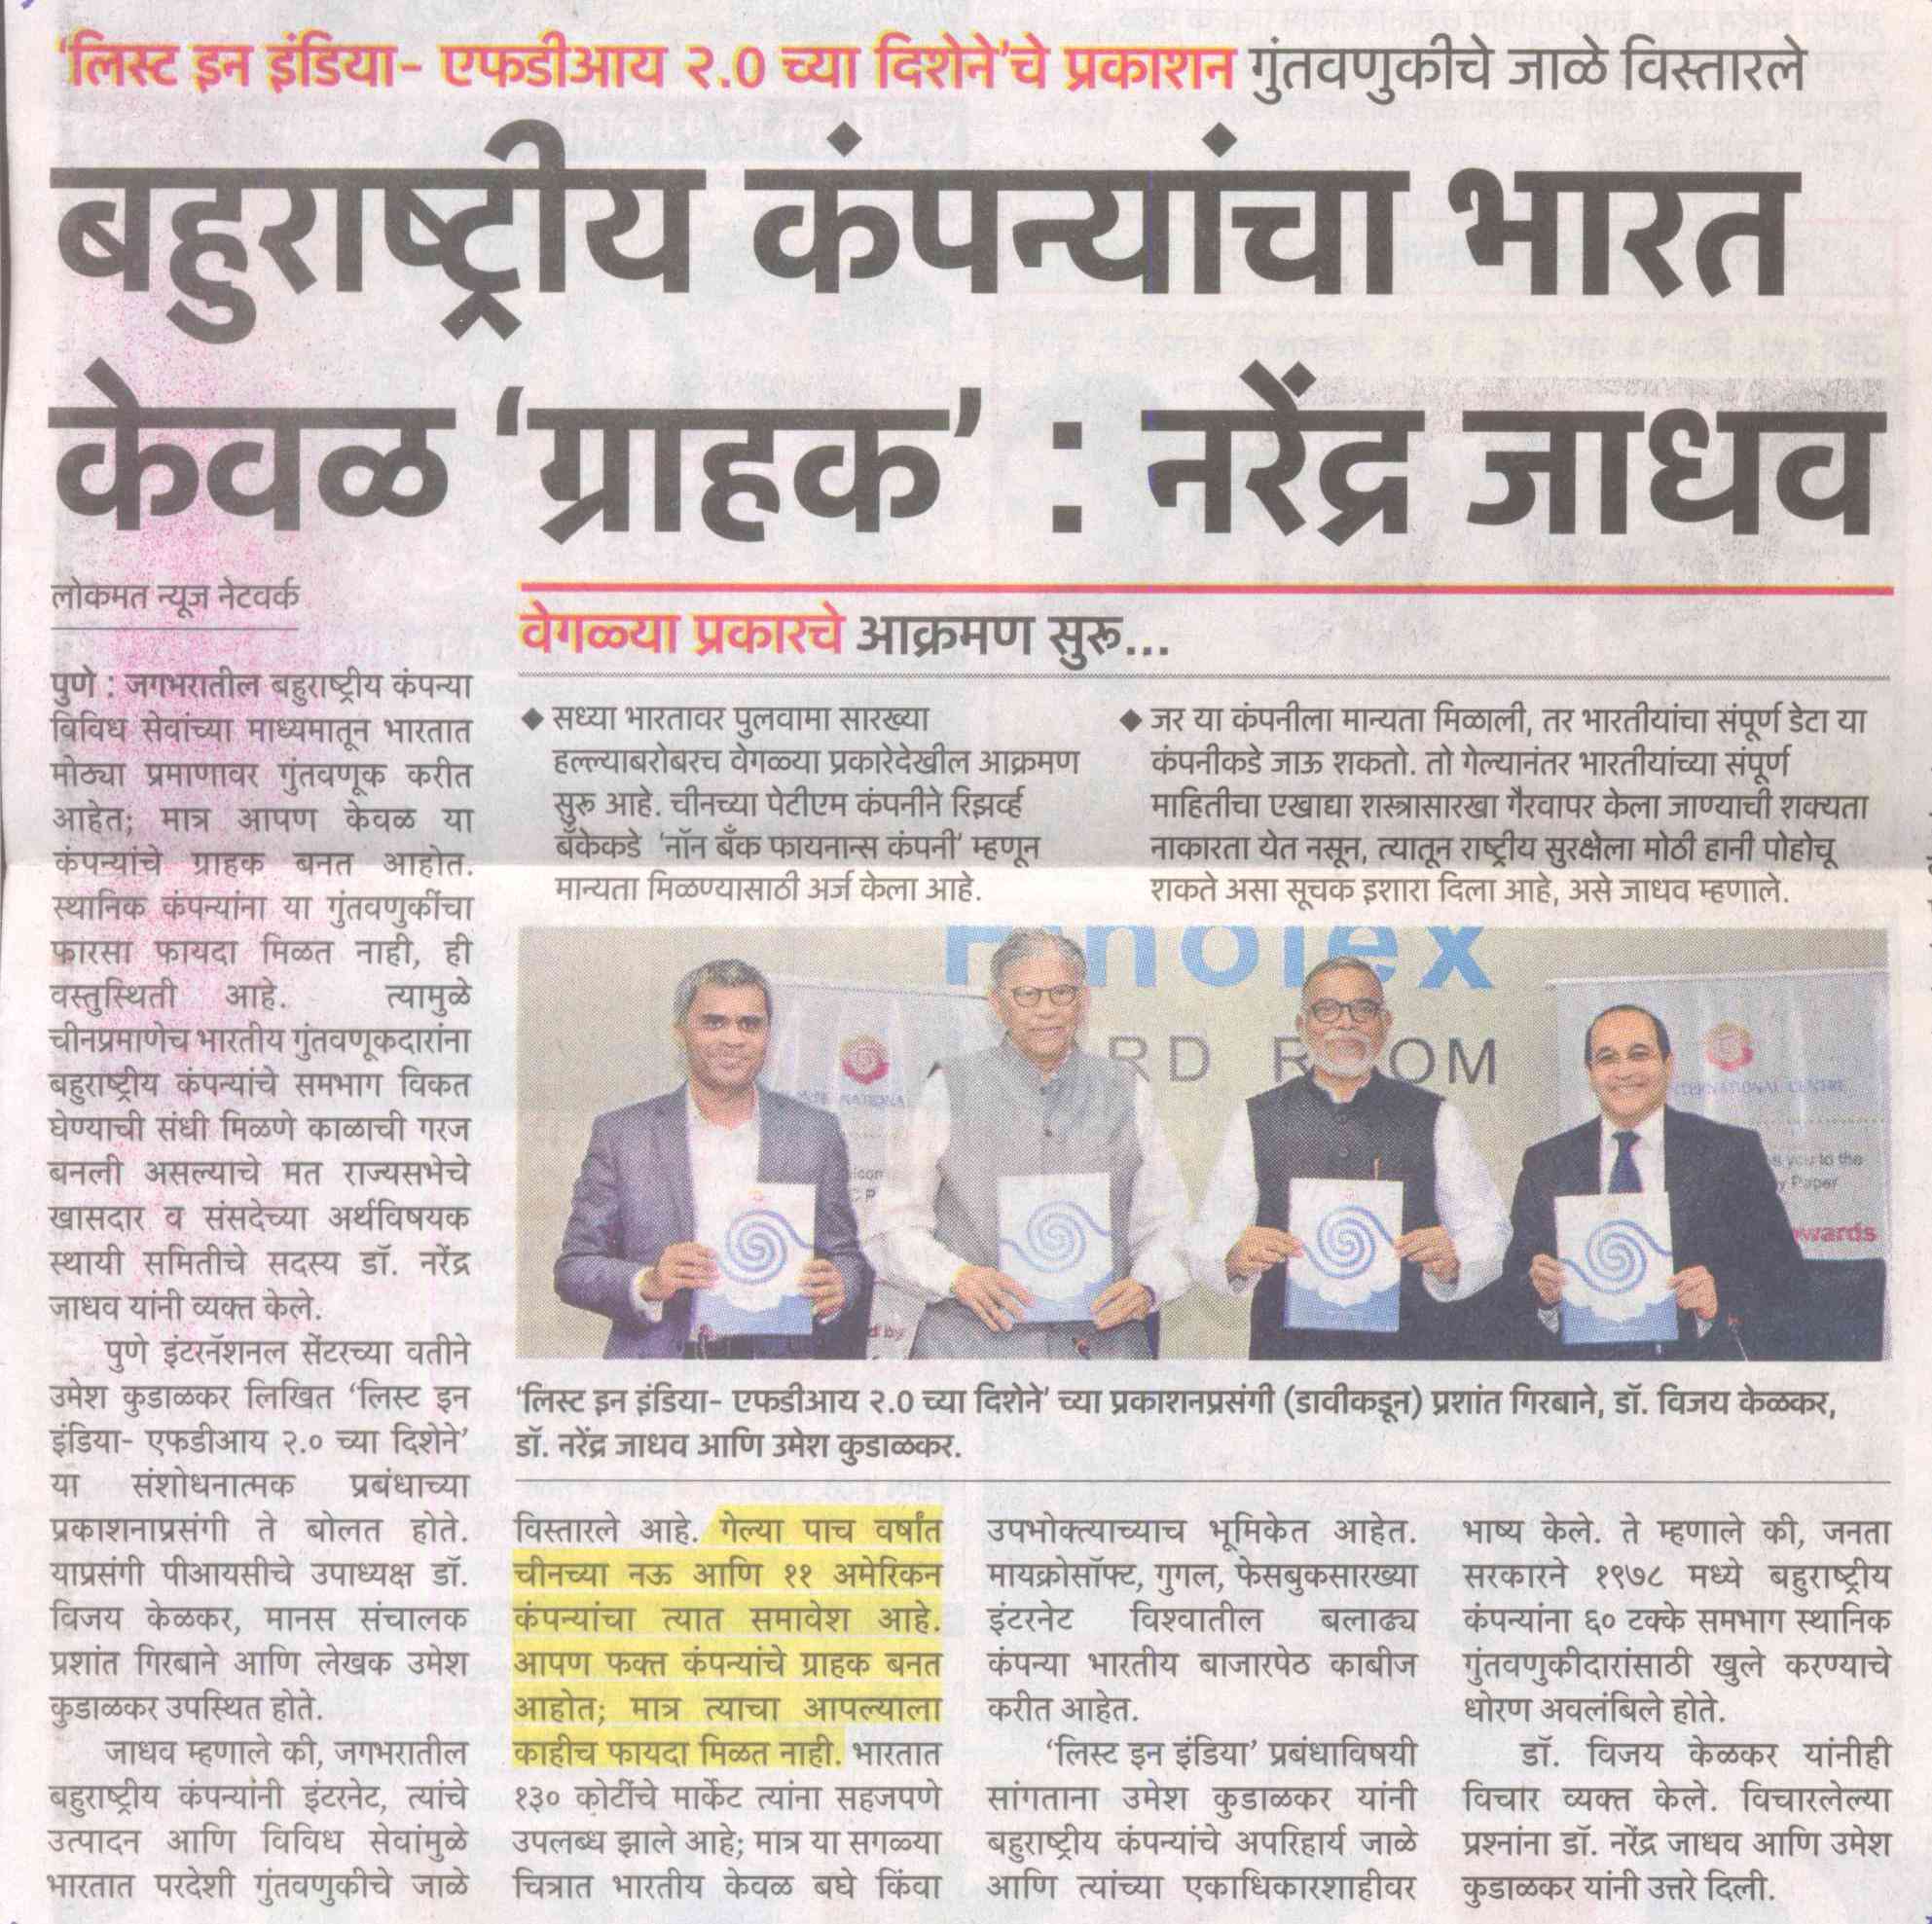 ‘लिस्ट इन इंडिया- एफडीआय २.0 च्या दिशेने’चे प्रकाशन गुंतवणुकीचे जाळे विस्तारले
बहुराष्ट्रीय कंपन्यांचा भारत
केवळ ‘ग्राहक’ : नरेंद्र जाधव
लोकमत न्यूज नेटवर्क
पुणे : जगभरातील बहुराष्ट्रीय कंपन्या
विविध सेवांच्या माध्यमातून भारतात
मोठ्या प्रमाणावर गुंतवणूक करीत
आहेत; मात्र आपण केवळ या
कंपन्यांचे ग्राहक बनत आहोत.
स्थानिक कंपन्यांना या गुंतवणुकींचा
फारसा फायदा मिळत नाही, ही
वस्तुस्थिती आहे. त्यामुळे
चीनप्रमाणेच भारतीय गुंतवणूकदारांना
बहुराष्ट्रीय कंपन्यांचे समभाग विकत
घेण्याची संधी मिळणे काळाची गरज
बनली असल्याचे मत राज्यसभेचे
खासदार व संसदेच्या अर्थविषयक
स्थायी समितीचे सदस्य डॉ. नरेंद्र
जाधव यांनी व्यक्त केले.
पुणे इंटरनॅशनल सेंटरच्या वतीने
उमेश कुडाळकर लिखित ‘लिस्ट इन
इंडिया- एफडीआय २.० च्या दिशेने’
या संशोधनात्मक प्रबंधाच्या
प्रकाशनाप्रसंगी ते बोलत होते.
याप्रसंगी पीआयसीचे उपाध्यक्ष डॉ.
विजय केळकर, मानस संचालक
प्रशांत गिरबाने आणि लेखक उमेश
कुडाळकर उपस्थित होते.
जाधव म्हणाले की, जगभरातील
बहुराष्ट्रीय कंपन्यांनी इंटरनेट, त्यांचे
उत्पादन आणि विविध सेवांमुळे
भारतात परदेशी गुंतवणुकीचे जाळे
वेगळ्या प्रकारचे आक्रमण सुरू...
◆ सध्या भारतावर पुलवामा सारख्या
हल्ल्याबरोबरच वेगळ्या प्रकारेदेखील आक्रमण
सुरू आहे. चीनच्या पेटीएम कंपनीने रिझर्व्ह
बँकेकडे ‘नॉन बँक फायनान्स कंपनी’ म्हणून
मान्यता मिळण्यासाठी अर्ज केला आहे.
◆ जर या कंपनीला मान्यता मिळाली, तर भारतीयांचा संपूर्ण डेटा या
कंपनीकडे जाऊ शकतो. तो गेल्यानंतर भारतीयांच्या संपूर्ण
माहितीचा एखाद्या शस्त्रासारखा गैरवापर केला जाण्याची शक्यता
नाकारता येत नसून, त्यातून राष्ट्रीय सुरक्षेला मोठी हानी पोहोचू
शकते असा सूचक इशारा दिला आहे, असे जाधव म्हणाले.
Finolex
RD ROOM
INTERNATIONAL CENTRE
you to the
Paper
wards
‘लिस्ट इन इंडिया- एफडीआय २.0 च्या दिशेने’ च्या प्रकाशनप्रसंगी (डावीकडून) प्रशांत गिरबाने, डॉ. विजय केळकर,
डॉ. नरेंद्र जाधव आणि उमेश कुडाळकर.
विस्तारले आहे. गेल्या पाच वर्षांत
चीनच्या नऊ आणि ११ अमेरिकन
कंपन्यांचा त्यात समावेश आहे.
आपण फक्त कंपन्यांचे ग्राहक बनत
आहोत; मात्र त्याचा आपल्याला
काहीच फायदा मिळत नाही. भारतात
१३० कोटींचे मार्केट त्यांना सहजपणे
उपलब्ध झाले आहे; मात्र या सगळ्या
चित्रात भारतीय केवळ बघे किंवा
उपभोक्त्याच्याच भूमिकेत आहेत.
मायक्रोसॉफ्ट, गुगल, फेसबुकसारख्या
इंटरनेट विश्वातील बलाढ्य
कंपन्या भारतीय बाजारपेठ काबीज
करीत आहेत.
‘लिस्ट इन इंडिया’ प्रबंधाविषयी
सांगताना उमेश कुडाळकर यांनी
बहुराष्ट्रीय कंपन्यांचे अपरिहार्य जाळे
आणि त्यांच्या एकाधिकारशाहीवर
भाष्य केले. ते म्हणाले की, जनता
सरकारने १९७८ मध्ये बहुराष्ट्रीय
कंपन्यांना ६० टक्के समभाग स्थानिक
गुंतवणुकीदारांसाठी खुले करण्याचे
धोरण अवलंबिले होते.
डॉ. विजय केळकर यांनीही
विचार व्यक्त केले. विचारलेल्या
प्रश्नांना डॉ. नरेंद्र जाधव आणि उमेश
कुडाळकर यांनी उत्तरे दिली.